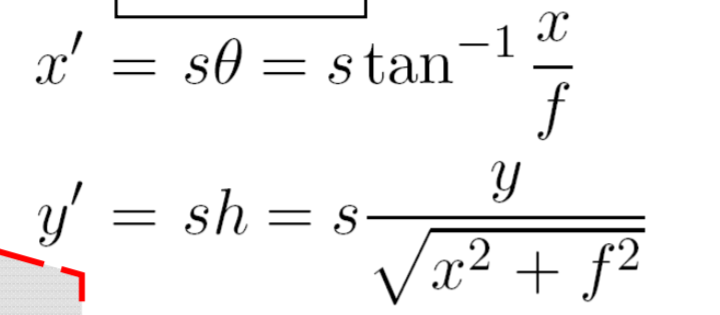 x′ = sθ = s tan⁻¹ x/f
y′ = sh = s y/√(x² + f²)